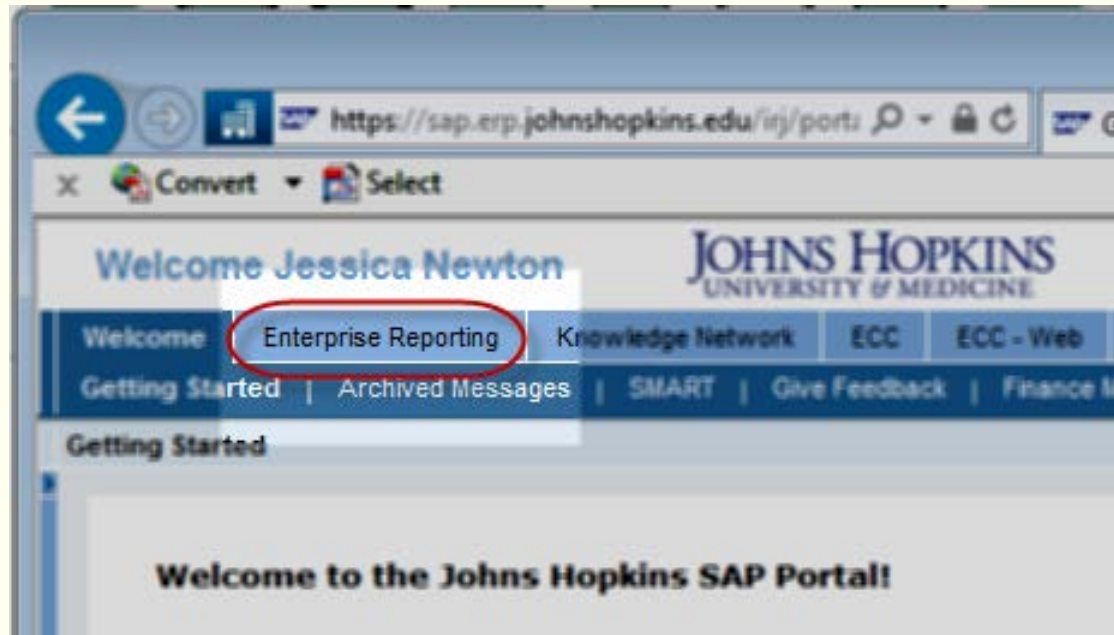 https://sap.erp.johnshopkins.edu/irj/port
Convert Select
Welcome Jessica Newton
JOHNS HOPKINS
UNIVERSITY & MEDICINE
Welcome Enterprise Reporting Knowledge Network ECC ECC - Web
Getting Started | Archived Messages | SMART | Give Feedback | Finance
Getting Started
Welcome to the Johns Hopkins SAP Portal!